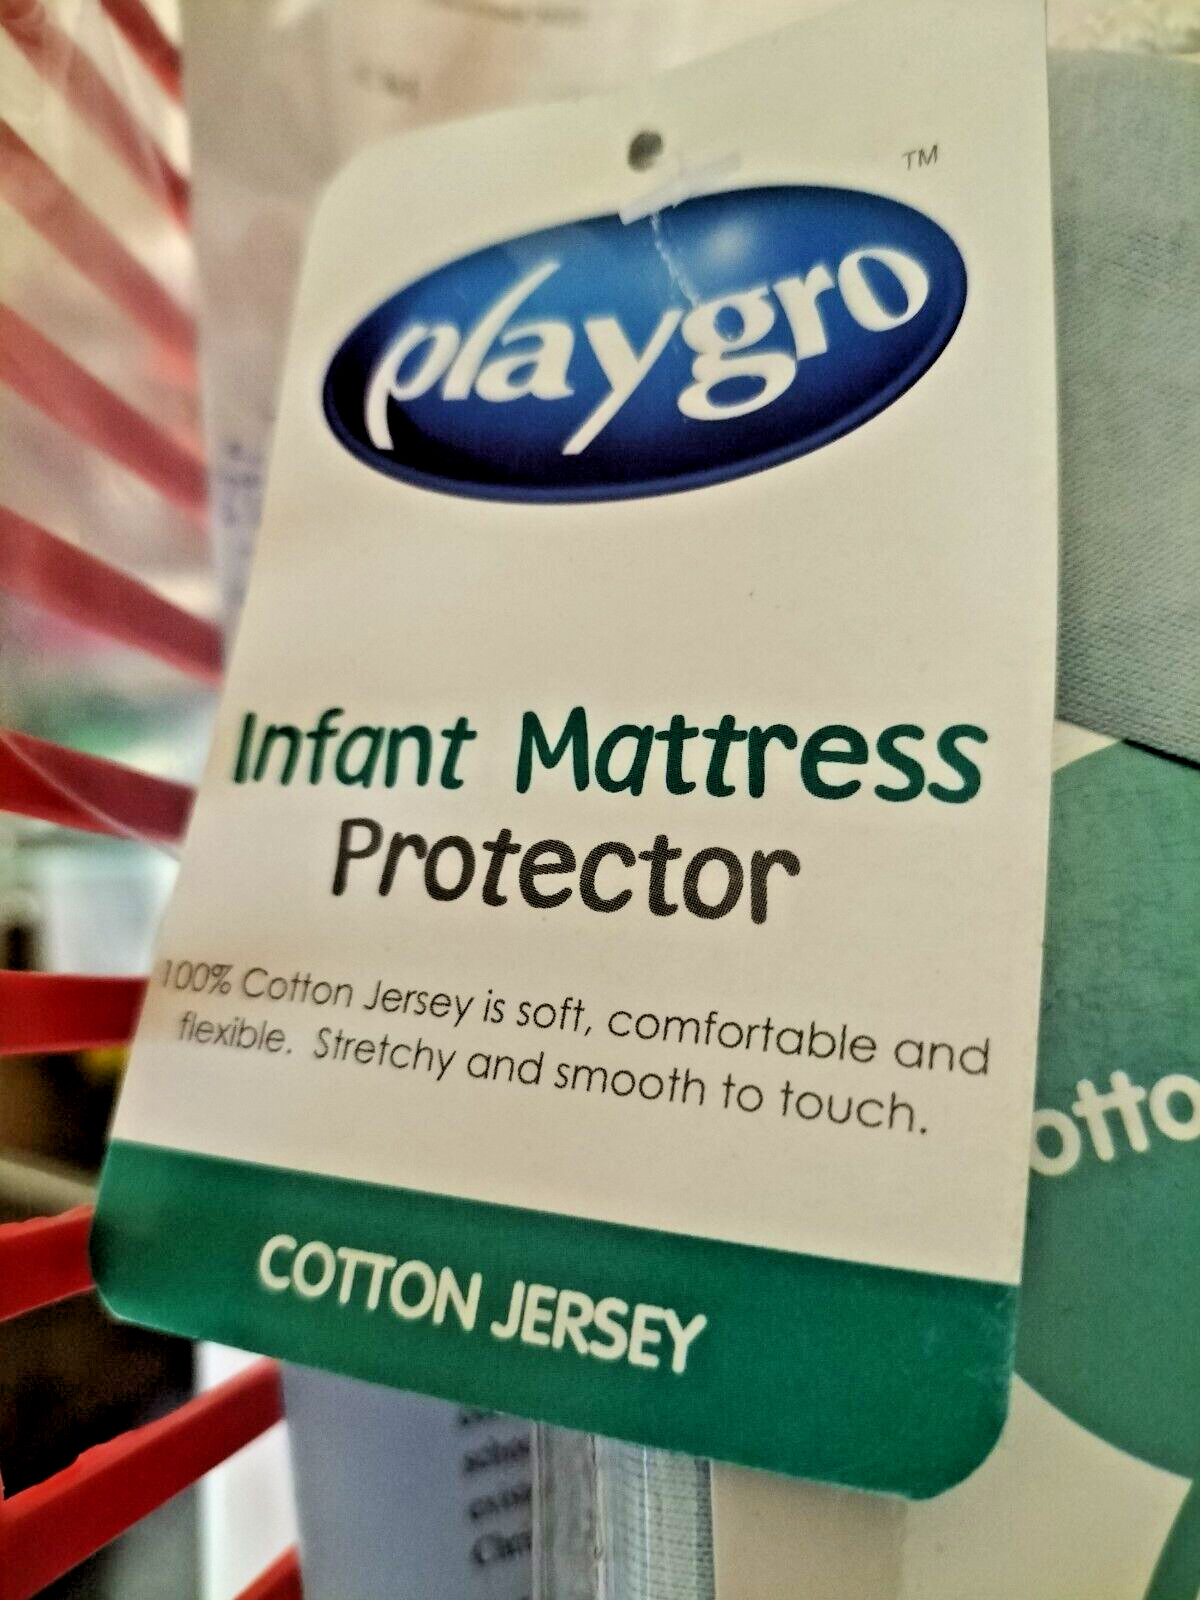 TM
playgro
Infant Mattress
Protector
100% Cotton Jersey is soft, comfortable and
flexible. Stretchy and smooth to touch.
COTTON JERSEY
otto